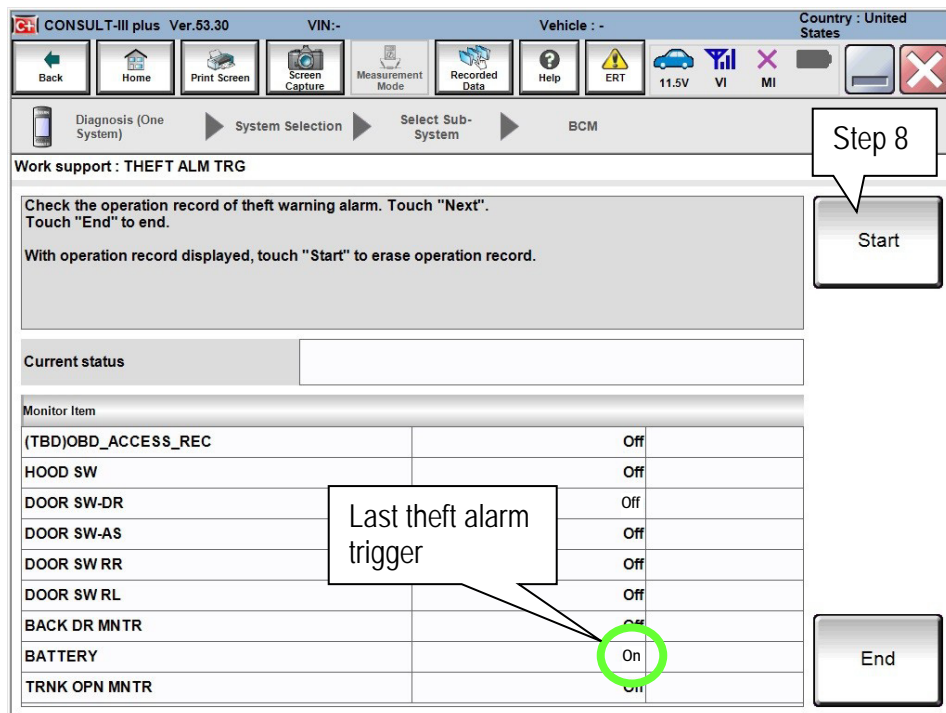 CONSULT-III plus Ver.53.30 VIN:- Vehicle : - Country : United States
Back
Home
Print Screen
Screen Capture
Measurement Mode
Recorded Data
Help
ERT
11.5V
VI
MI
Diagnosis (One System)
System Selection
Select Sub-System
BCM
Work support : THEFT ALM TRG
Step 8
Check the operation record of theft warning alarm. Touch "Next".
Touch "End" to end.
With operation record displayed, touch "Start" to erase operation record.
Start
Current status
Monitor Item
(TBD)OBD_ACCESS_REC Off
HOOD SW Off
DOOR SW-DR Off
Last theft alarm
trigger
DOOR SW-AS Off
DOOR SW RR Off
DOOR SW RL Off
BACK DR MNTR Off
BATTERY On
TRNK OPN MNTR Off
End